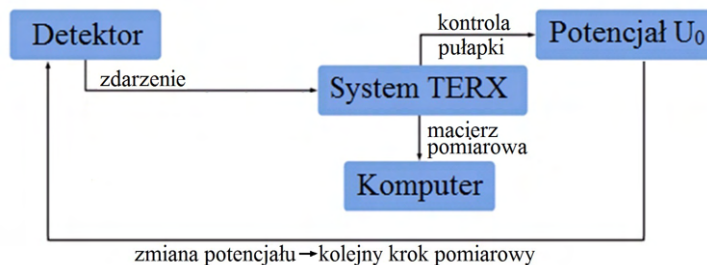 Detektor
kontrola
pułapki
Potencjał U₀
zdarzenie
System TERX
macierz
pomiarowa
Komputer
zmiana potencjału→kolejny krok pomiarowy